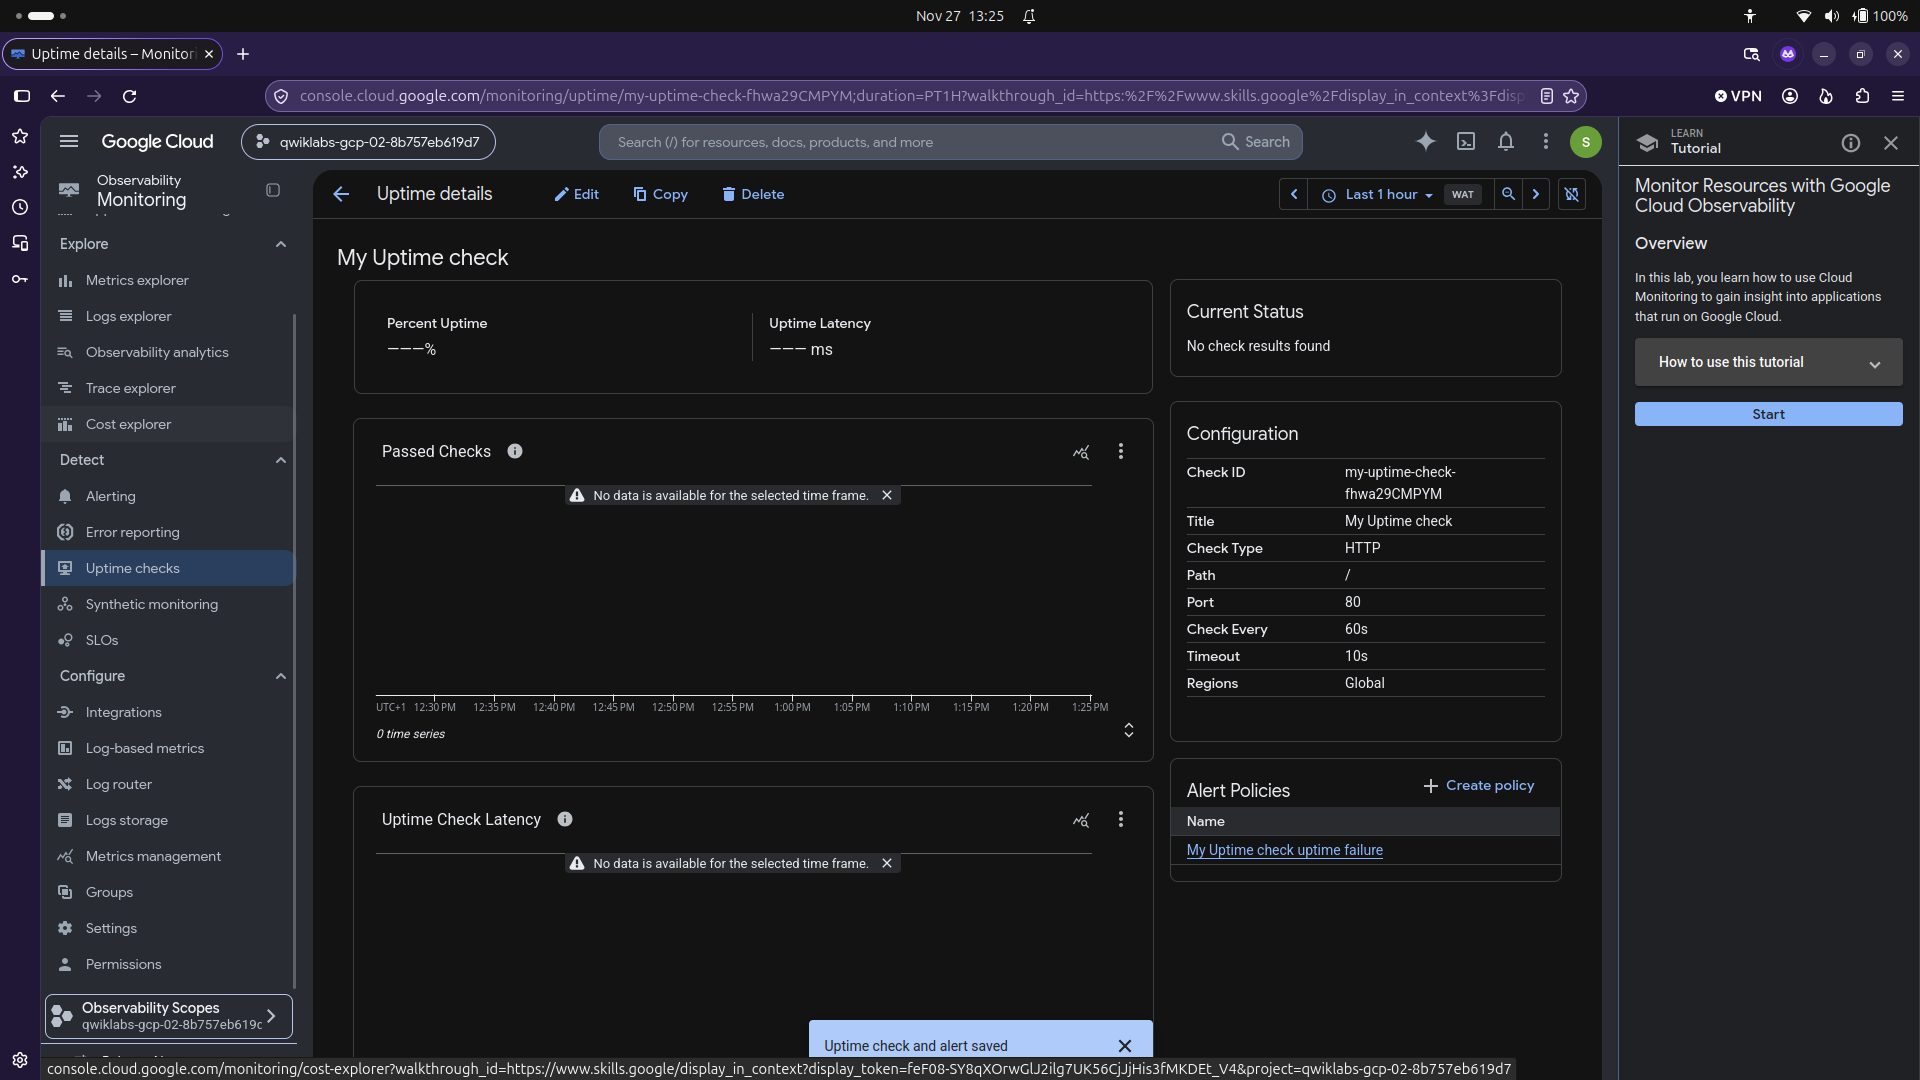 Nov 27 13:25
100%
Uptime details – Monitori
console.cloud.google.com/monitoring/uptime/my-uptime-check-fhwa29CMPYM;duration=PT1H?walkthrough_id=https:%2F%2Fwww.skills.google%2Fdisplay_in_context%3Fdisp
VPN
Google Cloud
qwiklabs-gcp-02-8b757eb619d7
Search (/) for resources, docs, products, and more
Search
S
LEARN
Tutorial
Observability
Monitoring
Explore
Metrics explorer
Logs explorer
Observability analytics
Trace explorer
Cost explorer
Detect
Alerting
Error reporting
Uptime checks
Synthetic monitoring
SLOs
Configure
Integrations
Log-based metrics
Log router
Logs storage
Metrics management
Groups
Settings
Permissions
Observability Scopes
qwiklabs-gcp-02-8b757eb619c
Uptime details
Edit
Copy
Delete
Last 1 hour
WAT
My Uptime check
Percent Uptime
———%
Uptime Latency
——— ms
Passed Checks
No data is available for the selected time frame.
UTC+1 12:30 PM 12:35 PM 12:40 PM 12:45 PM 12:50 PM 12:55 PM 1:00 PM 1:05 PM 1:10 PM 1:15 PM 1:20 PM 1:25 PM
0 time series
Uptime Check Latency
No data is available for the selected time frame.
Current Status
No check results found
Configuration
Check ID my-uptime-check-
fhwa29CMPYM
Title My Uptime check
Check Type HTTP
Path /
Port 80
Check Every 60s
Timeout 10s
Regions Global
Alert Policies
Create policy
Name
My Uptime check uptime failure
Uptime check and alert saved
Monitor Resources with Google
Cloud Observability
Overview
In this lab, you learn how to use Cloud
Monitoring to gain insight into applications
that run on Google Cloud.
How to use this tutorial
Start
console.cloud.google.com/monitoring/cost-explorer?walkthrough_id=https://www.skills.google/display_in_context?display_token=feF08-SY8qXOrwGlJ2ilg7UK56CjJjHis3fMKDEt_V4&project=qwiklabs-gcp-02-8b757eb619d7